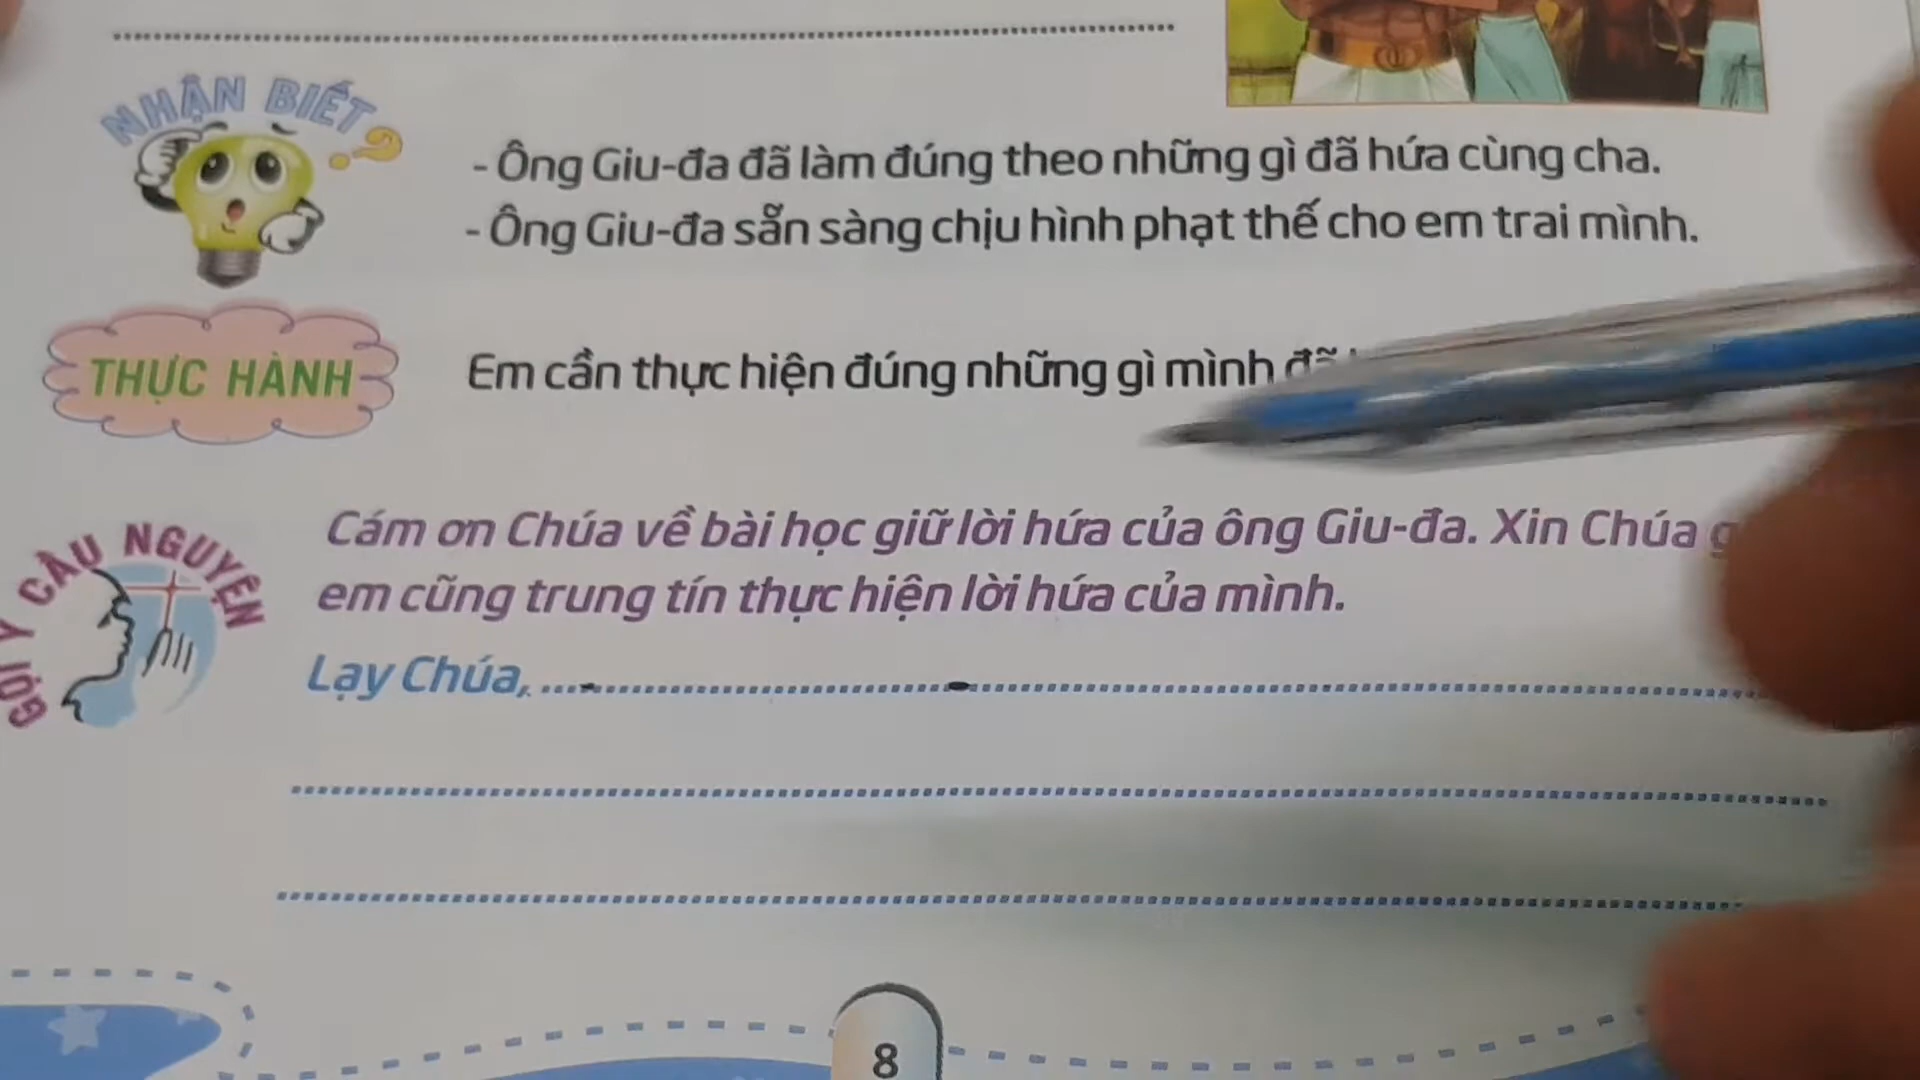 NHẬN BIẾT?
- Ông Giu-đa đã làm đúng theo những gì đã hứa cùng cha.
- Ông Giu-đa sẵn sàng chịu hình phạt thế cho em trai mình.
THỰC HÀNH
Em cần thực hiện đúng những gì mình đã
GỢI Ý CẦU NGUYỆN
Cám ơn Chúa về bài học giữ lời hứa của ông Giu-đa. Xin Chúa
em cũng trung tín thực hiện lời hứa của mình.
Lạy Chúa,
8